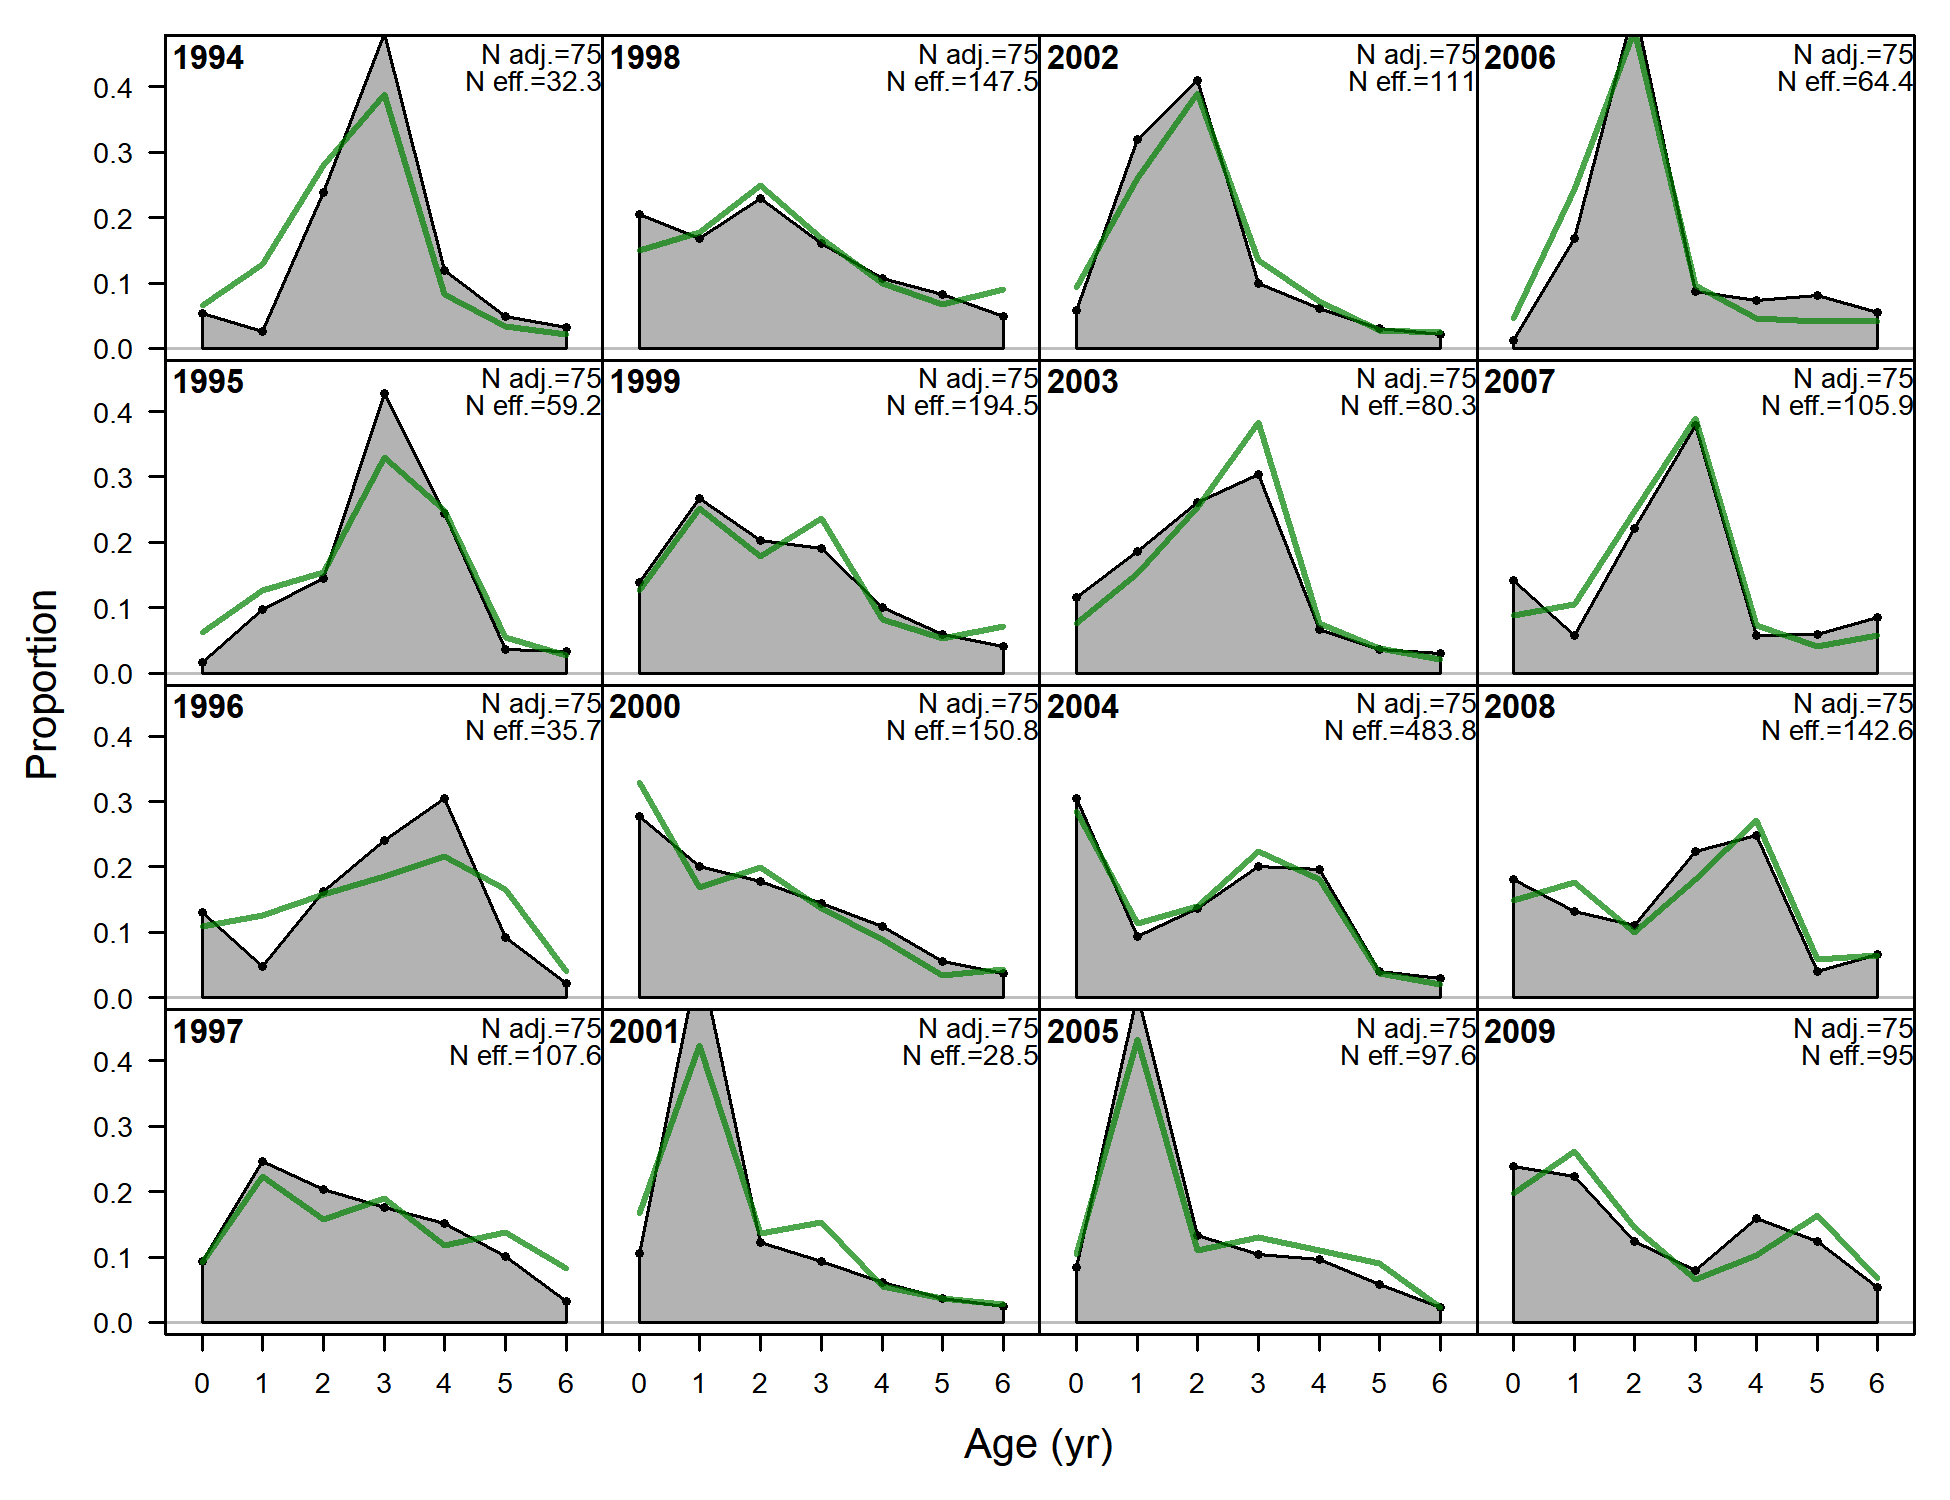 Proportion
1994
N adj.=75
N eff.=32.3
1998
N adj.=75
N eff.=147.5
2002
N adj.=75
N eff.=111
2006
N adj.=75
N eff.=64.4
0.4
0.3
0.2
0.1
0.0
1995
N adj.=75
N eff.=59.2
1999
N adj.=75
N eff.=194.5
2003
N adj.=75
N eff.=80.3
2007
N adj.=75
N eff.=105.9
0.4
0.3
0.2
0.1
0.0
1996
N adj.=75
N eff.=35.7
2000
N adj.=75
N eff.=150.8
2004
N adj.=75
N eff.=483.8
2008
N adj.=75
N eff.=142.6
0.4
0.3
0.2
0.1
0.0
1997
N adj.=75
N eff.=107.6
2001
N adj.=75
N eff.=28.5
2005
N adj.=75
N eff.=97.6
2009
N adj.=75
N eff.=95
0.4
0.3
0.2
0.1
0.0
0 1 2 3 4 5 6 0 1 2 3 4 5 6 0 1 2 3 4 5 6 0 1 2 3 4 5 6
Age (yr)